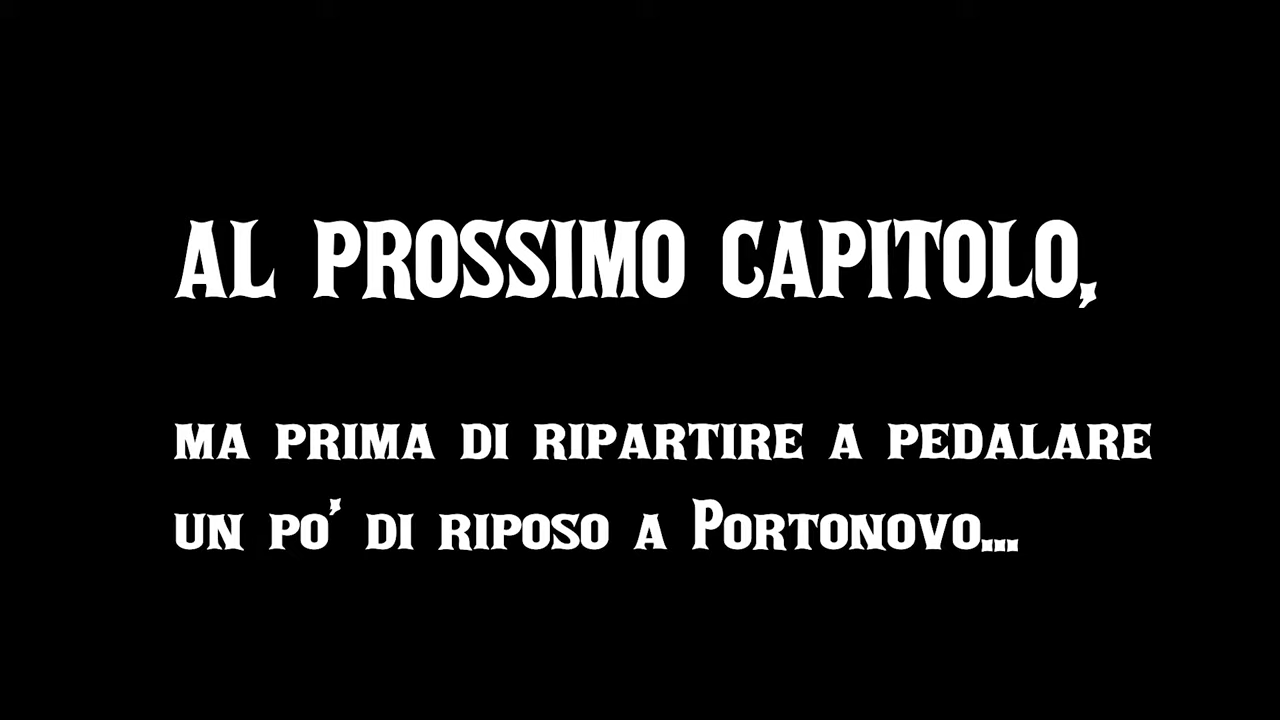 AL PROSSIMO CAPITOLO,
ma prima di ripartire a pedalare
un po' di riposo a Portonovo...